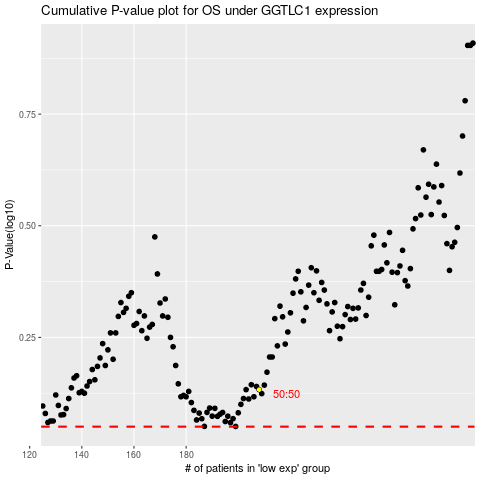 Cumulative P-value plot for OS under GGTLC1 expression
P-Value(log10)
0.75
0.50
0.25
50:50
120 140 160 180
# of patients in 'low exp' group